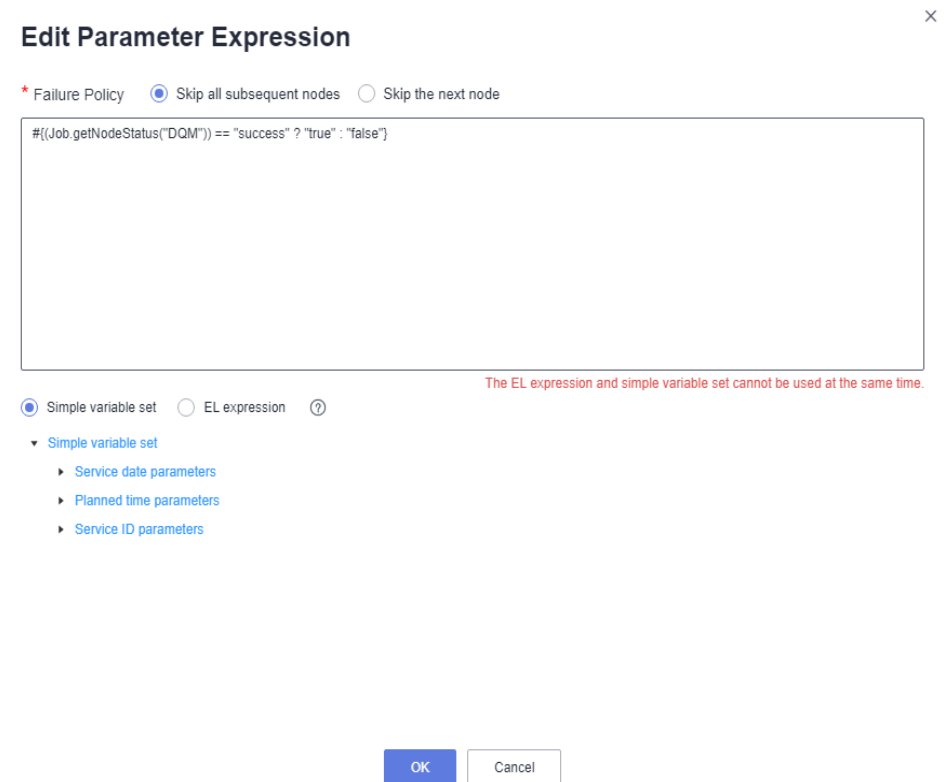 Edit Parameter Expression
* Failure Policy Skip all subsequent nodes Skip the next node
#{(Job.getNodeStatus("DQM")) == "success" ? "true" : "false"}
The EL expression and simple variable set cannot be used at the same time.
Simple variable set EL expression ?
Simple variable set
Service date parameters
Planned time parameters
Service ID parameters
OK Cancel